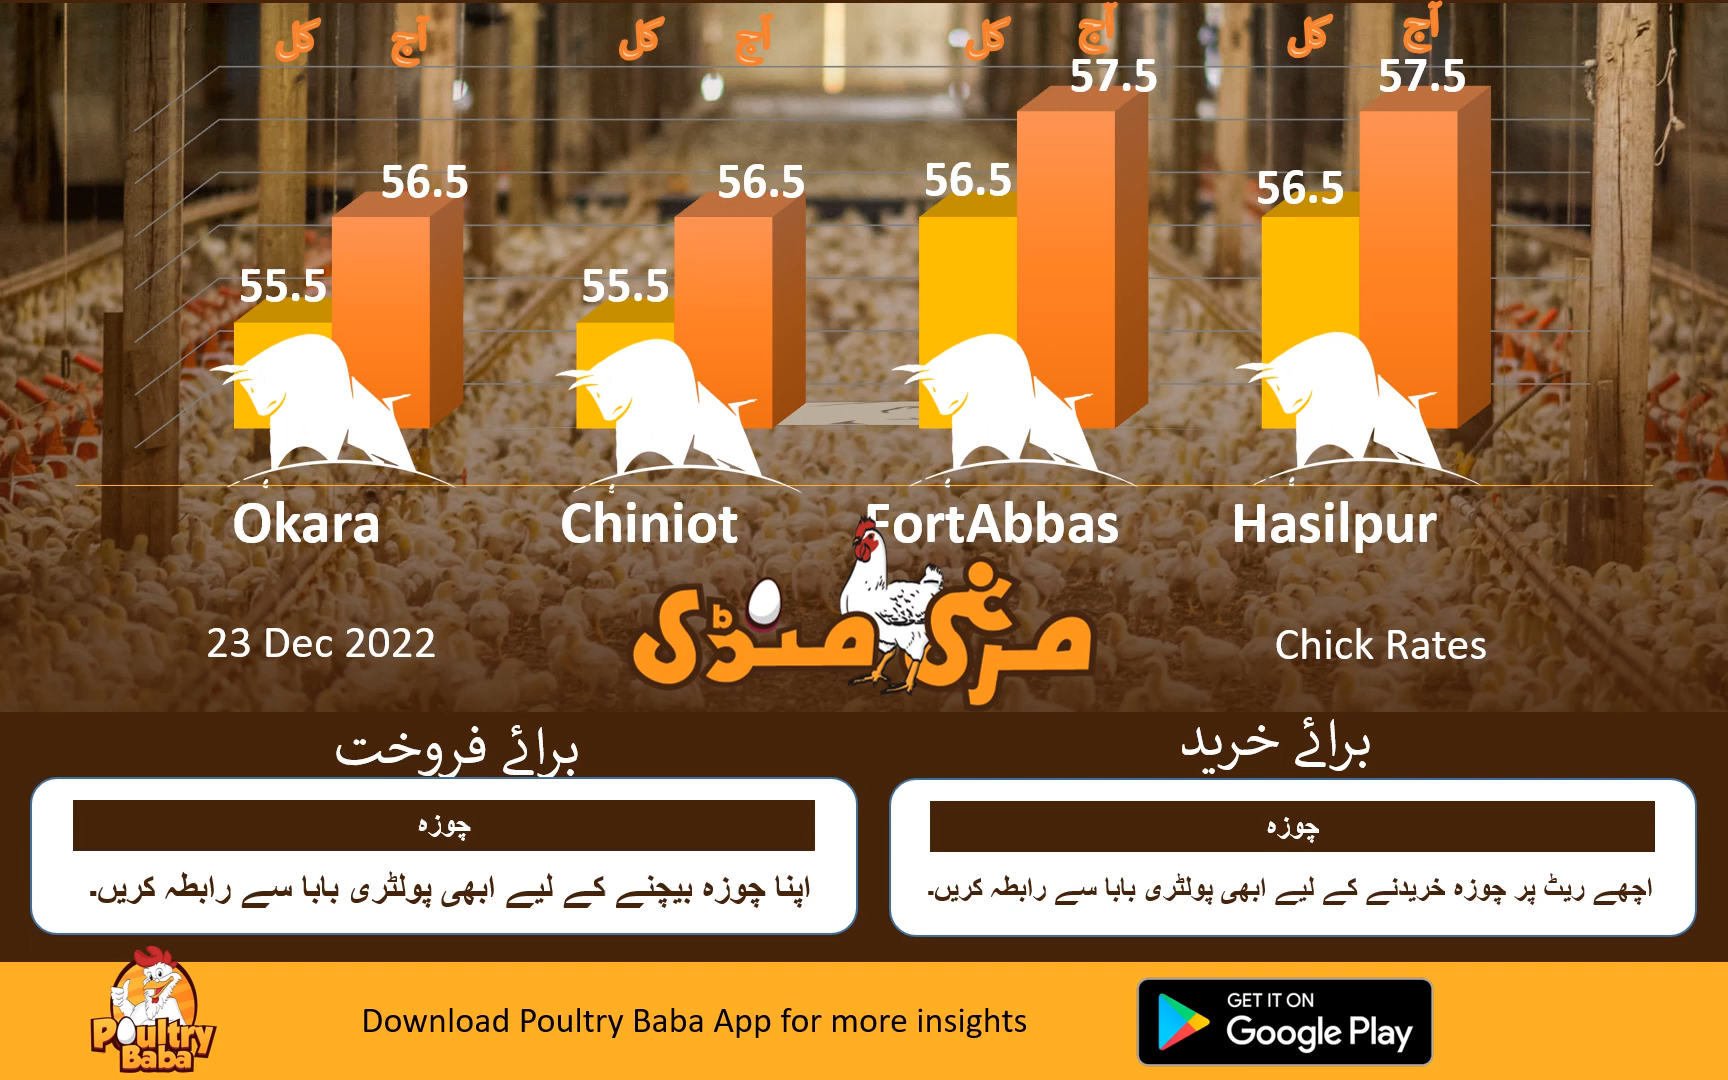 کل آج کل آج کل آج کل آج
55.5 56.5 55.5 56.5 56.5 57.5 56.5 57.5
Okara Chiniot FortAbbas Hasilpur
مرغی منڈی
23 Dec 2022
Chick Rates
برائے خرید
چوزہ
اچھے ریٹ پر چوزہ خریدنے کے لیے ابھی پولٹری بابا سے رابطہ کریں۔
برائے فروخت
چوزہ
اپنا چوزہ بیچنے کے لیے ابھی پولٹری بابا سے رابطہ کریں۔
Poultry
Baba
Download Poultry Baba App for more insights
GET IT ON
Google Play